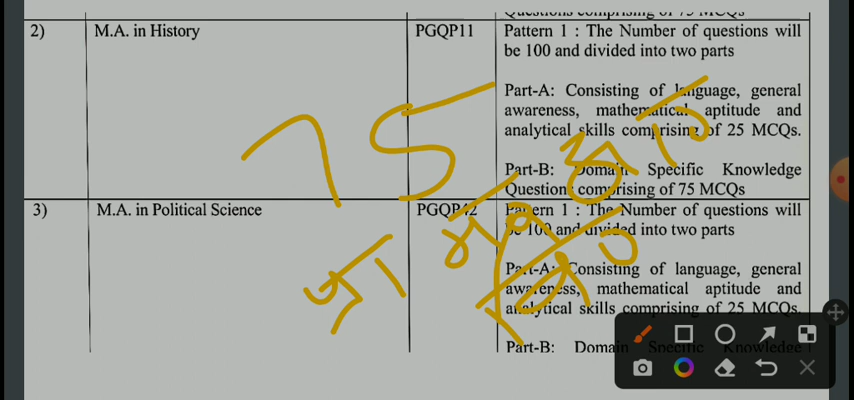 Questions comprising of 75 MCQs
2) M.A. in History PGQP11 Pattern 1 : The Number of questions will
be 100 and divided into two parts
Part-A: Consisting of language, general
awareness, mathematical aptitude and
analytical skills comprising of 25 MCQs.
Part-B: Domain Specific Knowledge
Questions comprising of 75 MCQs
75
3) M.A. in Political Science PGQP42 Pattern 1 : The Number of questions will
be 100 and divided into two parts
Part-A: Consisting of language, general
awareness, mathematical aptitude and
analytical skills comprising of 25 MCQs.
Part-B: Domain Specific Knowledge